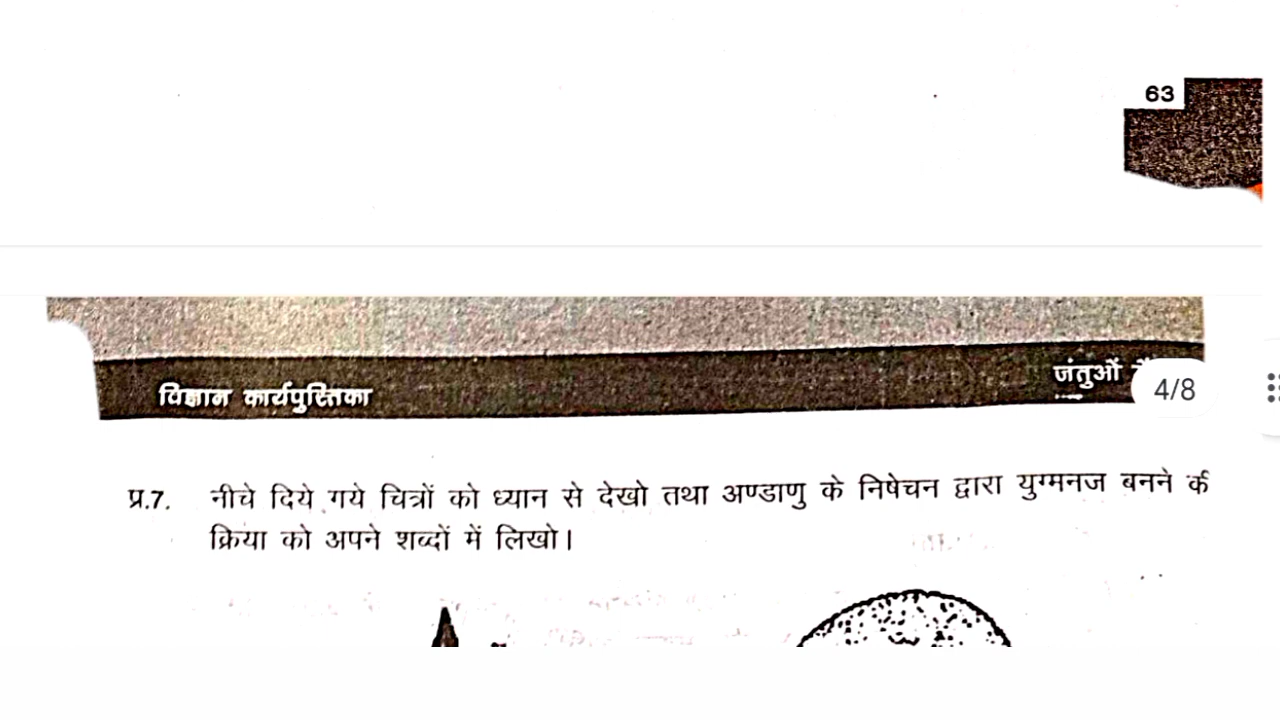 63
विज्ञान कार्यपुस्तिका
जंतुओं
4/8
प्र.7. नीचे दिये गये चित्रों को ध्यान से देखो तथा अण्डाणु के निषेचन द्वारा युग्मनज बनने की
क्रिया को अपने शब्दों में लिखो।